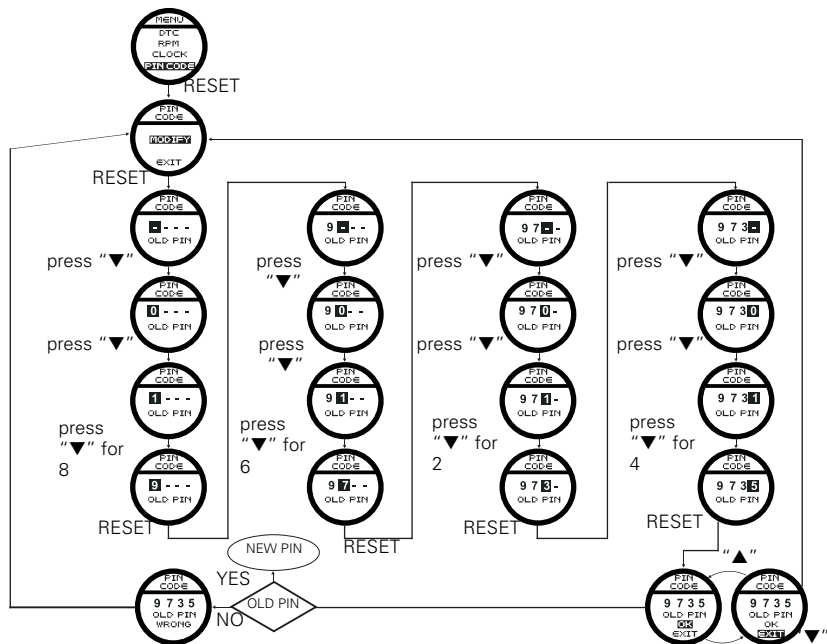 MENU
DTC
RPM
CLOCK
PIN CODE
RESET
PIN
CODE
MODIFY
EXIT
RESET
PIN
CODE
- - - -
OLD PIN
press “▼”
PIN
CODE
0 - - -
OLD PIN
press “▼”
PIN
CODE
1 - - -
OLD PIN
press
“▼” for
8
PIN
CODE
9 - - -
OLD PIN
RESET
PIN
CODE
9 - - -
OLD PIN
press
“▼”
PIN
CODE
9 0 - -
OLD PIN
press
“▼”
PIN
CODE
9 1 - -
OLD PIN
press
“▼” for
6
PIN
CODE
9 7 - -
OLD PIN
RESET
PIN
CODE
9 7 - -
OLD PIN
press “▼”
PIN
CODE
9 7 0 -
OLD PIN
press “▼”
PIN
CODE
9 7 1 -
OLD PIN
press
“▼” for
2
PIN
CODE
9 7 3 -
OLD PIN
RESET
PIN
CODE
9 7 3 -
OLD PIN
press “▼”
PIN
CODE
9 7 3 0
OLD PIN
press “▼”
PIN
CODE
9 7 3 1
OLD PIN
press
“▼” for
4
PIN
CODE
9 7 3 5
OLD PIN
RESET
“▲”
PIN
CODE
9 7 3 5
OLD PIN
OK
EXIT
PIN
CODE
9 7 3 5
OLD PIN
OK
EXIT
“▼”
OLD PIN
YES
NEW PIN
NO
PIN
CODE
9 7 3 5
OLD PIN
WRONG